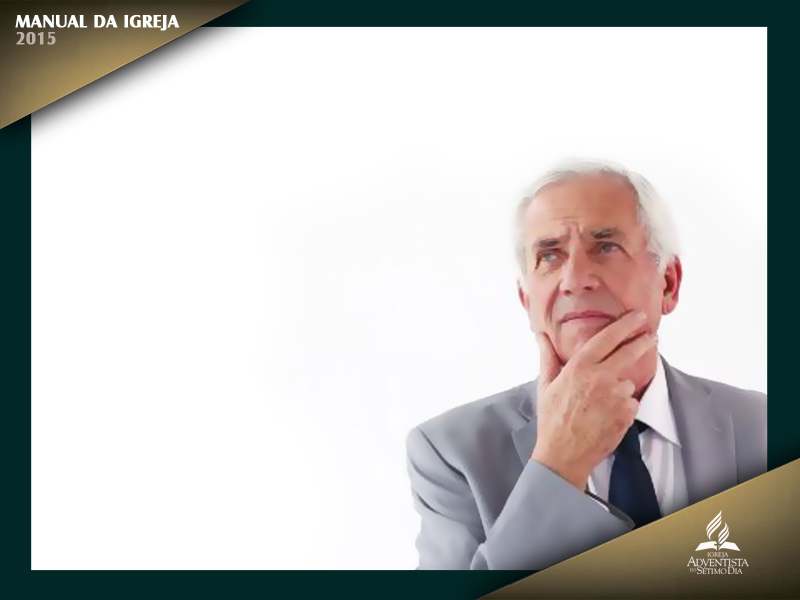 MANUAL DA IGREJA
2015
IGREJA
ADVENTISTA
DO SÉTIMO DIA